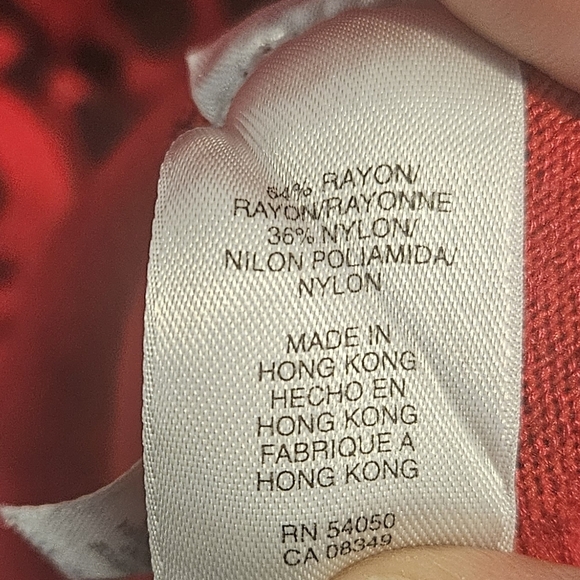 64% RAYON/
RAYON/RAYONNE
36% NYLON/
NILON POLIAMIDA/
NYLON
MADE IN
HONG KONG
HECHO EN
HONG KONG
FABRIQUE A
HONG KONG
RN 54050
CA 08349